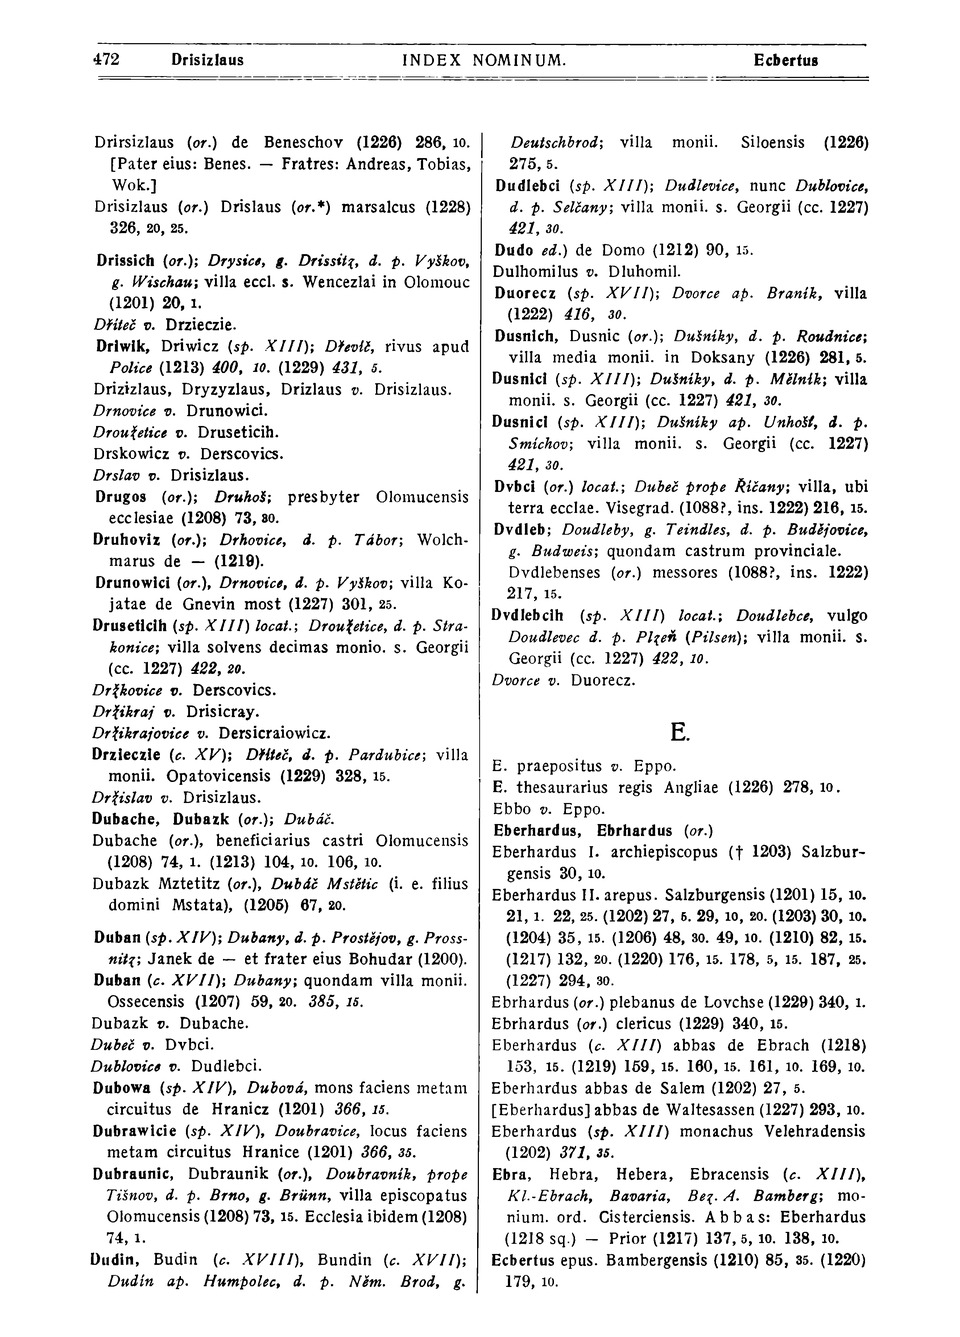 472 Drisizlaus INDEX NOMINUM. Ecbertus
Drirsizlaus (or.) de Beneschov (1226) 286, 10.
[Pater eius: Benes. — Fratres: Andreas, Tobias,
Wok.]
Drisizlaus (or.) Drislaus (or.*) marsalcus (1228)
326, 20, 25.
Drissich (or.); Drysice, g. Drissitz, d. p. Vyškov,
g. Wischau; villa eccl. s. Wencezlai in Olomouc
(1201) 20, 1.
Dříteč v. Drzieczie.
Driwik, Driwicz (sp. XIII); Dřevíč, rivus apud
Police (1213) 400, 10. (1229) 431, 5.
Drizizlaus, Dryzyzlaus, Drizlaus v. Drisizlaus.
Drnovice v. Drunowici.
Droužetice v. Druseticih.
Drskowicz v. Derscovics.
Drslav v. Drisizlaus.
Drugos (or.); Druhoš; presbyter Olomucensis
ecclesiae (1208) 73, 30.
Druhoviz (or.); Drhovice, d. p. Tábor; Wolch-
marus de — (1219).
Drunowici (or.), Drnovice, d. p. Vyškov; villa Ko-
jatae de Gnevin most (1227) 301, 25.
Druseticih (sp. XIII) locat.; Droužetice, d. p. Stra-
konice; villa solvens decimas monio. s. Georgii
(cc. 1227) 422, 20.
Držkovice v. Derscovics.
Držikraj v. Drisicray.
Držikrajovice v. Dersicraiowicz.
Drzieczie (c. XV); Dříteč, d. p. Pardubice; villa
monii. Opatovicensis (1229) 328, 15.
Držislav v. Drisizlaus.
Dubache, Dubazk (or.); Dubáč.
Dubache (or.), beneficiarius castri Olomucensis
(1208) 74, 1. (1213) 104, 10. 106, 10.
Dubazk Mztetitz (or.), Dubáč Mstětic (i. e. filius
domini Mstata), (1205) 67, 20.
Duban (sp. XIV); Dubany, d. p. Prostějov, g. Pross-
nitz; Janek de — et frater eius Bohudar (1200).
Duban (c. XVII); Dubany; quondam villa monii.
Ossecensis (1207) 59, 20. 385, 15.
Dubazk v. Dubache.
Dubeč v. Dvbci.
Dublovice v. Dudlebci.
Dubowa (sp. XIV), Dubová, mons faciens metam
circuitus de Hranicz (1201) 366, 15.
Dubrawicie (sp. XIV), Doubravice, locus faciens
metam circuitus Hranice (1201) 366, 35.
Dubraunic, Dubraunik (or.), Doubravník, prope
Tišnov, d. p. Brno, g. Brünn, villa episcopatus
Olomucensis (1208) 73, 15. Ecclesia ibidem (1208)
74, 1.
Dudin, Budin (c. XVIII), Bundin (c. XVII);
Dudín ap. Humpolec, d. p. Něm. Brod, g.
Deutschbrod; villa monii. Siloensis (1226)
275, 5.
Dudlebci (sp. XIII); Dudlevice, nunc Dublovice,
d. p. Selčany; villa monii. s. Georgii (cc. 1227)
421, 30.
Dudo ed.) de Domo (1212) 90, 15.
Dulhomilus v. Dluhomil.
Duorecz (sp. XVII); Dvorce ap. Braník, villa
(1222) 416, 30.
Dusnich, Dusnic (or.); Dušníky, d. p. Roudnice;
villa media monii. in Doksany (1226) 281, 5.
Dusnici (sp. XIII); Dušníky, d. p. Mělník; villa
monii. s. Georgii (cc. 1227) 421, 30.
Dusnici (sp. XIII); Dušníky ap. Unhošť, d. p.
Smíchov; villa monii. s. Georgii (cc. 1227)
421, 30.
Dvbci (or.) locat.; Dubeč prope Říčany; villa, ubi
terra ecclae. Visegrad. (1088?, ins. 1222) 216, 15.
Dvdleb; Doudleby, g. Teindles, d. p. Budějovice,
g. Budweis; quondam castrum provinciale.
Dvdlebenses (or.) messores (1088?, ins. 1222)
217, 15.
Dvdlebcih (sp. XIII) locat.; Doudlebce, vulgo
Doudlevec d. p. Plzeň (Pilsen); villa monii. s.
Georgii (cc. 1227) 422, 10.
Dvorce v. Duorecz.
E.
E. praepositus v. Eppo.
E. thesaurarius regis Angliae (1226) 278, 10.
Ebbo v. Eppo.
Eberhardus, Ebrhardus (or.)
Eberhardus I. archiepiscopus († 1203) Salzbur-
gensis 30, 10.
Eberhardus II. arepus. Salzburgensis (1201) 15, 10.
21, 1. 22, 25. (1202) 27, 5. 29, 10, 20. (1203) 30, 10.
(1204) 35, 15. (1206) 48, 30. 49, 10. (1210) 82, 15.
(1217) 132, 20. (1220) 176, 15. 178, 5, 15. 187, 25.
(1227) 294, 30.
Ebrhardus (or.) plebanus de Lovchse (1229) 340, 1.
Ebrhardus (or.) clericus (1229) 340, 15.
Eberhardus (c. XIII) abbas de Ebrach (1218)
153, 15. (1219) 159, 15. 160, 15. 161, 10. 169, 10.
Eberhardus abbas de Salem (1202) 27, 5.
[Eberhardus] abbas de Waltesassen (1227) 293, 10.
Eberhardus (sp. XIII) monachus Velehradensis
(1202) 371, 35.
Ebra, Hebra, Hebera, Ebracensis (c. XIII),
Kl.-Ebrach, Bavaria, Bez. A. Bamberg; mo-
nium. ord. Cisterciensis. Abbas: Eberhardus
(1218 sq.) — Prior (1217) 137, 5, 10. 138, 10.
Ecbertus epus. Bambergensis (1210) 85, 35. (1220)
179, 10.